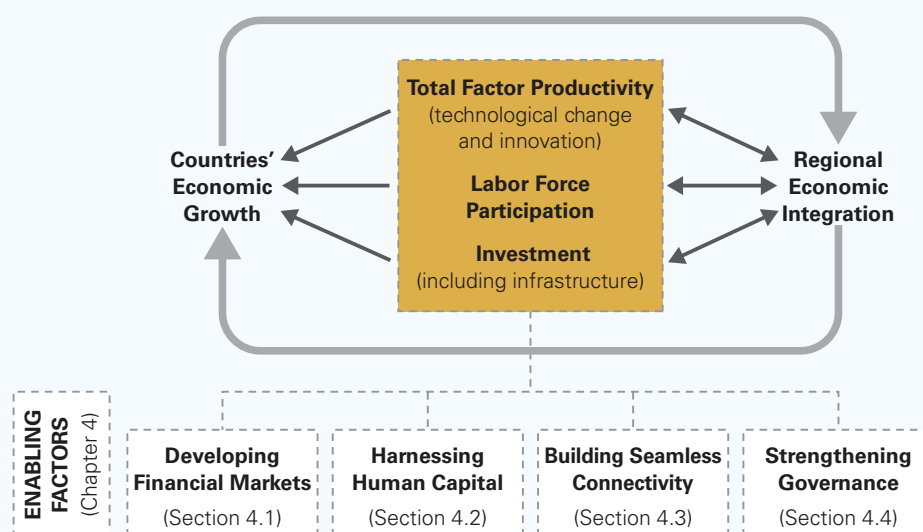 Total Factor Productivity
(technological change
and innovation)
Countries'
Economic
Growth
Labor Force
Participation
Regional
Economic
Integration
Investment
(including infrastructure)
ENABLING
FACTORS
(Chapter 4)
Developing
Financial Markets
(Section 4.1)
Harnessing
Human Capital
(Section 4.2)
Building Seamless
Connectivity
(Section 4.3)
Strengthening
Governance
(Section 4.4)